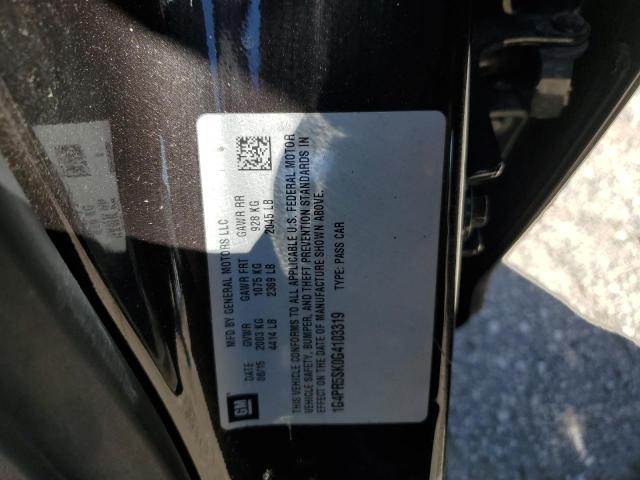 GM
MFD BY GENERAL MOTORS LLC
DATE GVWR GAWR FRT GAWR RR
06/15 2003 KG 1075 KG 928 KG
4414 LB 2369 LB 2045 LB
THIS VEHICLE CONFORMS TO ALL APPLICABLE U.S. FEDERAL MOTOR
VEHICLE SAFETY, BUMPER, AND THEFT PREVENTION STANDARDS IN
EFFECT ON THE DATE OF MANUFACTURE SHOWN ABOVE.
1G4PR5SK0G4103319 TYPE: PASS CAR